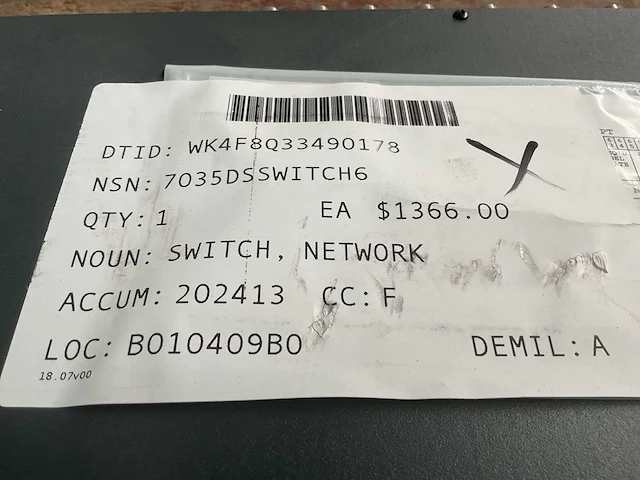 DTID: WK4F8Q33490178
NSN: 7035DSSWITCH6
QTY: 1 EA $1366.00
NOUN: SWITCH, NETWORK
ACCUM: 202413 CC: F
LOC: B010409B0 DEMIL: A
18.07v00
PT